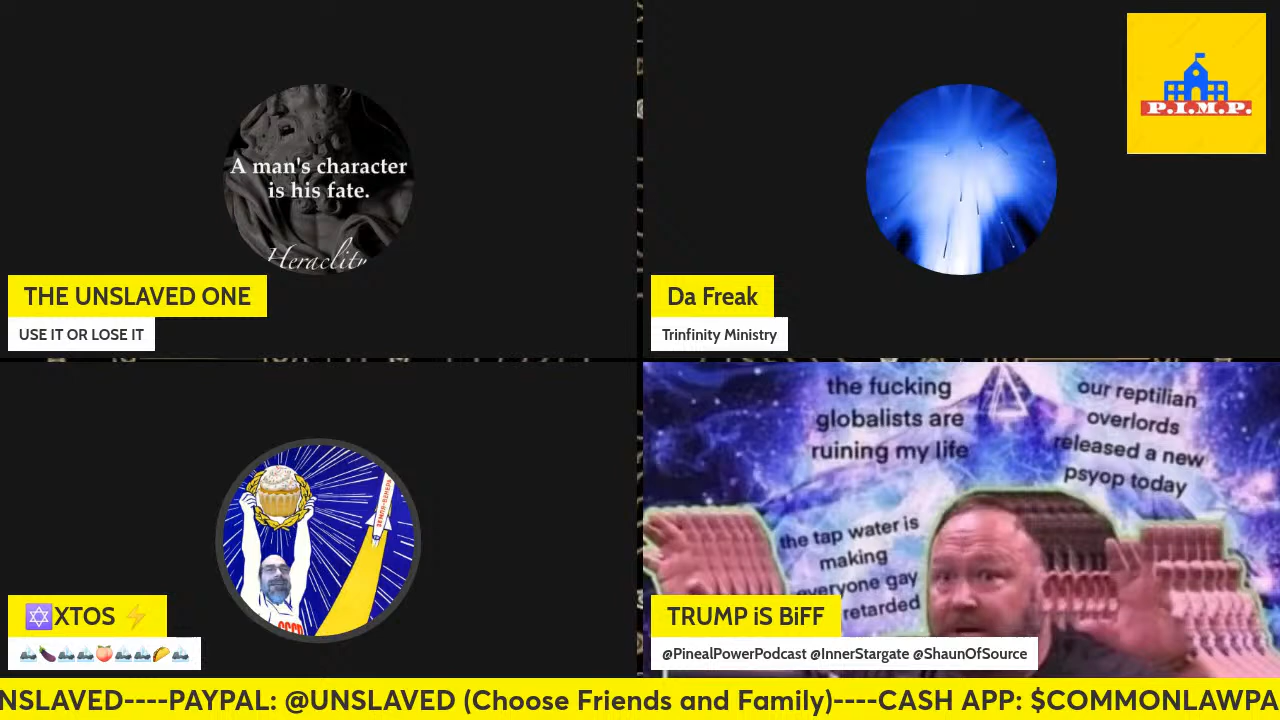 A man's character
is his fate.
THE UNSLAVED ONE
USE IT OR LOSE IT
P.I.M.P.
Da Freak
Trinfinity Ministry
СССР
✡️XTOS ⚡
🚣🏻🍆🚣🏻🚣🏻🍑🚣🏻🚣🏻🌮🚣🏻
the fucking
globalists are
ruining my life
our reptilian
overlords
released a new
psyop today
the tap water is
making
everyone gay
retarded
TRUMP iS BiFF
@PinealPowerPodcast @InnerStargate @ShaunOfSource
NSLAVED----PAYPAL: @UNSLAVED (Choose Friends and Family)----CASH APP: $COMMONLAWPA